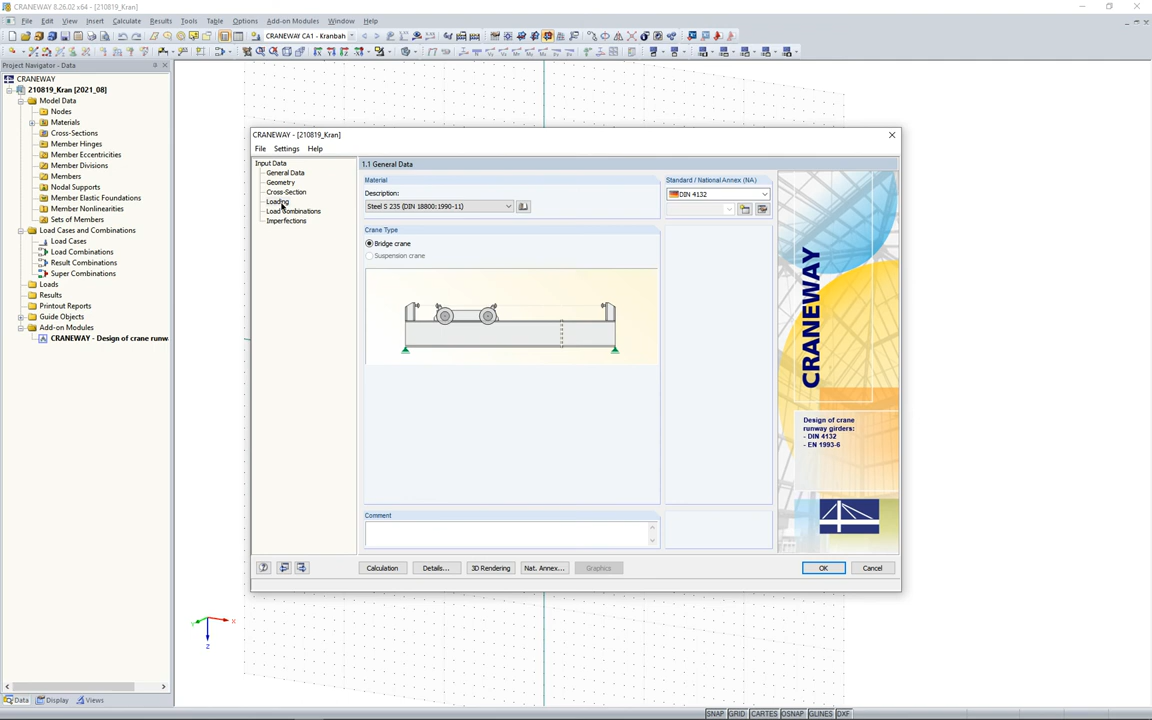 CRANEWAY 8.26.02 x64 - [210819_Kran]
File Edit View Insert Calculate Results Tools Table Options Add-on Modules Window Help
CRANEWAY CA1 - Kranbah
Project Navigator - Data
CRANEWAY
210819_Kran [2021_08]
Model Data
Nodes
Materials
Cross-Sections
Member Hinges
Member Eccentricities
Member Divisions
Members
Nodal Supports
Member Elastic Foundations
Member Nonlinearities
Sets of Members
Load Cases and Combinations
Load Cases
Load Combinations
Result Combinations
Super Combinations
Loads
Results
Printout Reports
Guide Objects
Add-on Modules
CRANEWAY - Design of crane runw
Data Display Views
CRANEWAY - [210819_Kran]
File Settings Help
Input Data
General Data
Geometry
Cross-Section
Loading
Load Combinations
Imperfections
1.1 General Data
Material
Description:
Steel S 235 (DIN 18800:1990-11)
Standard / National Annex (NA)
DIN 4132
Crane Type
Bridge crane
Suspension crane
Comment
CRANEWAY
Design of crane
runway girders:
- DIN 4132
- EN 1993-6
Calculation Details... 3D Rendering Nat. Annex... Graphics OK Cancel
X
Y
Z
SNAP GRID CARTES OSNAP GLINES DXF